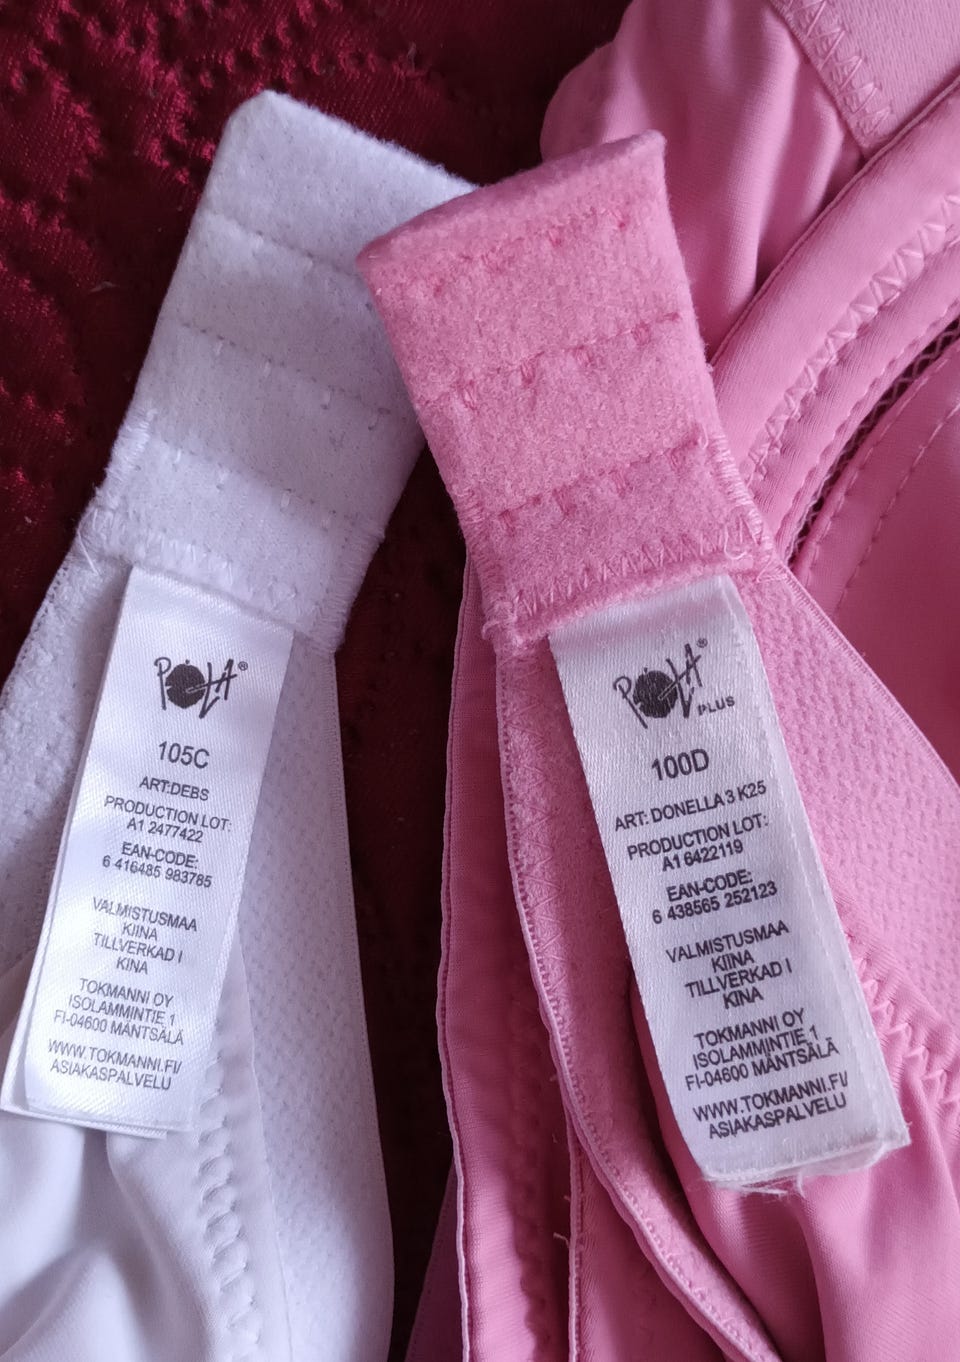 PÓLA®
105C
ART:DEBS
PRODUCTION LOT:
A1 2477422
EAN-CODE:
6 416485 983785
VALMISTUSMAA
KIINA
TILLVERKAD I
KINA
TOKMANNI OY
ISOLAMMINTIE 1
FI-04600 MÄNTSÄLÄ
WWW.TOKMANNI.FI/
ASIAKASPALVELU
PÓLA®
PLUS
100D
ART: DONELLA 3 K25
PRODUCTION LOT:
A1 6422119
EAN-CODE:
6 438565 252123
VALMISTUSMAA
KIINA
TILLVERKAD I
KINA
TOKMANNI OY
ISOLAMMINTIE 1
FI-04600 MÄNTSÄLÄ
WWW.TOKMANNI.FI/
ASIAKASPALVELU